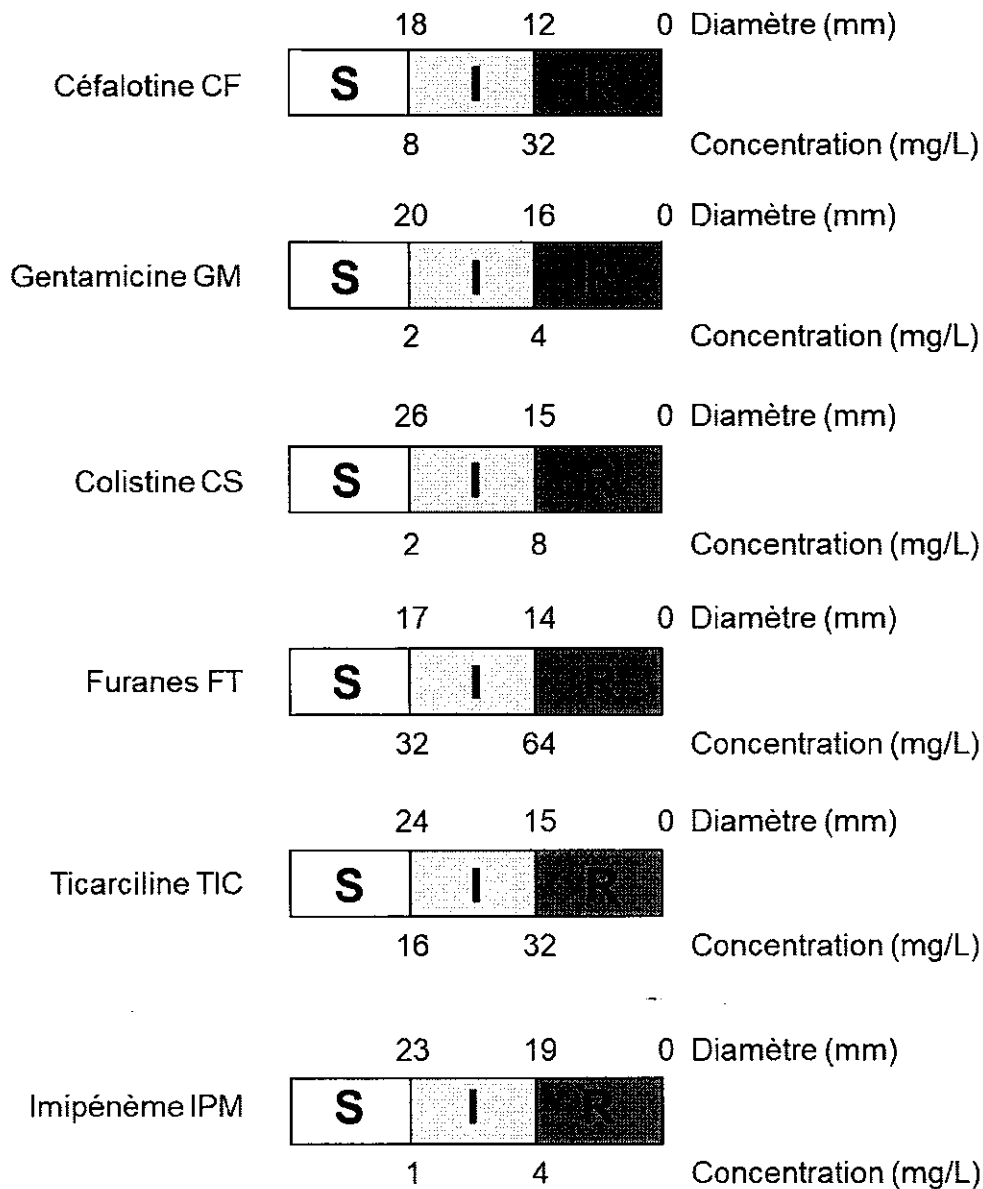 18 12 0 Diamètre (mm)
Céfalotine CF S I R
8 32 Concentration (mg/L)
20 16 0 Diamètre (mm)
Gentamicine GM S I R
2 4 Concentration (mg/L)
26 15 0 Diamètre (mm)
Colistine CS S I R
2 8 Concentration (mg/L)
17 14 0 Diamètre (mm)
Furanes FT S I R
32 64 Concentration (mg/L)
24 15 0 Diamètre (mm)
Ticarciline TIC S I R
16 32 Concentration (mg/L)
23 19 0 Diamètre (mm)
Imipénème IPM S I R
1 4 Concentration (mg/L)